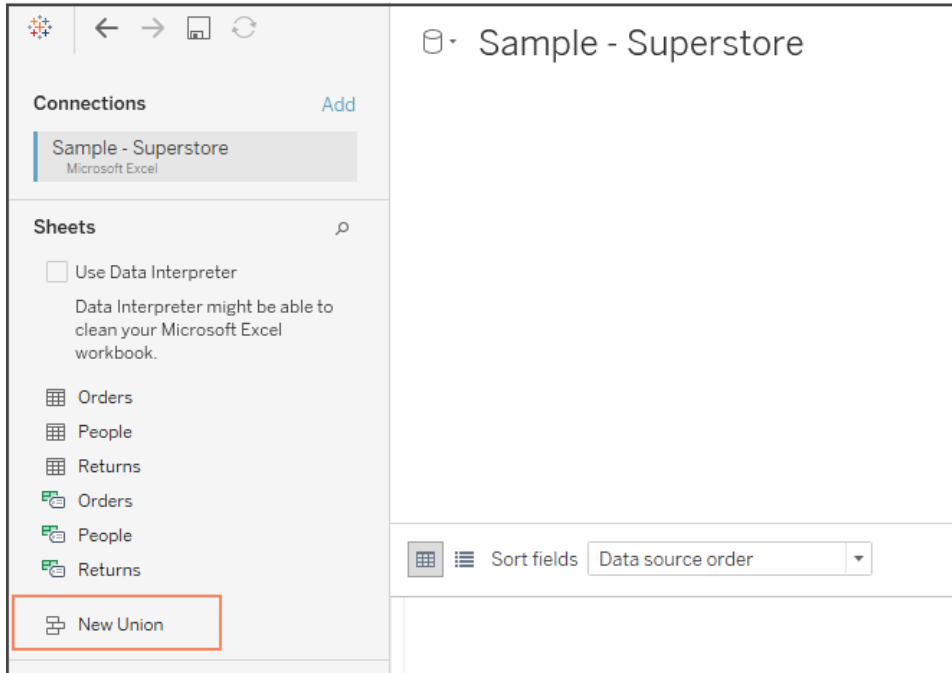 Sample - Superstore
Connections
Add
Sample - Superstore
Microsoft Excel
Sheets
Use Data Interpreter
Data Interpreter might be able to
clean your Microsoft Excel
workbook.
Orders
People
Returns
Orders
People
Returns
New Union
Sort fields
Data source order